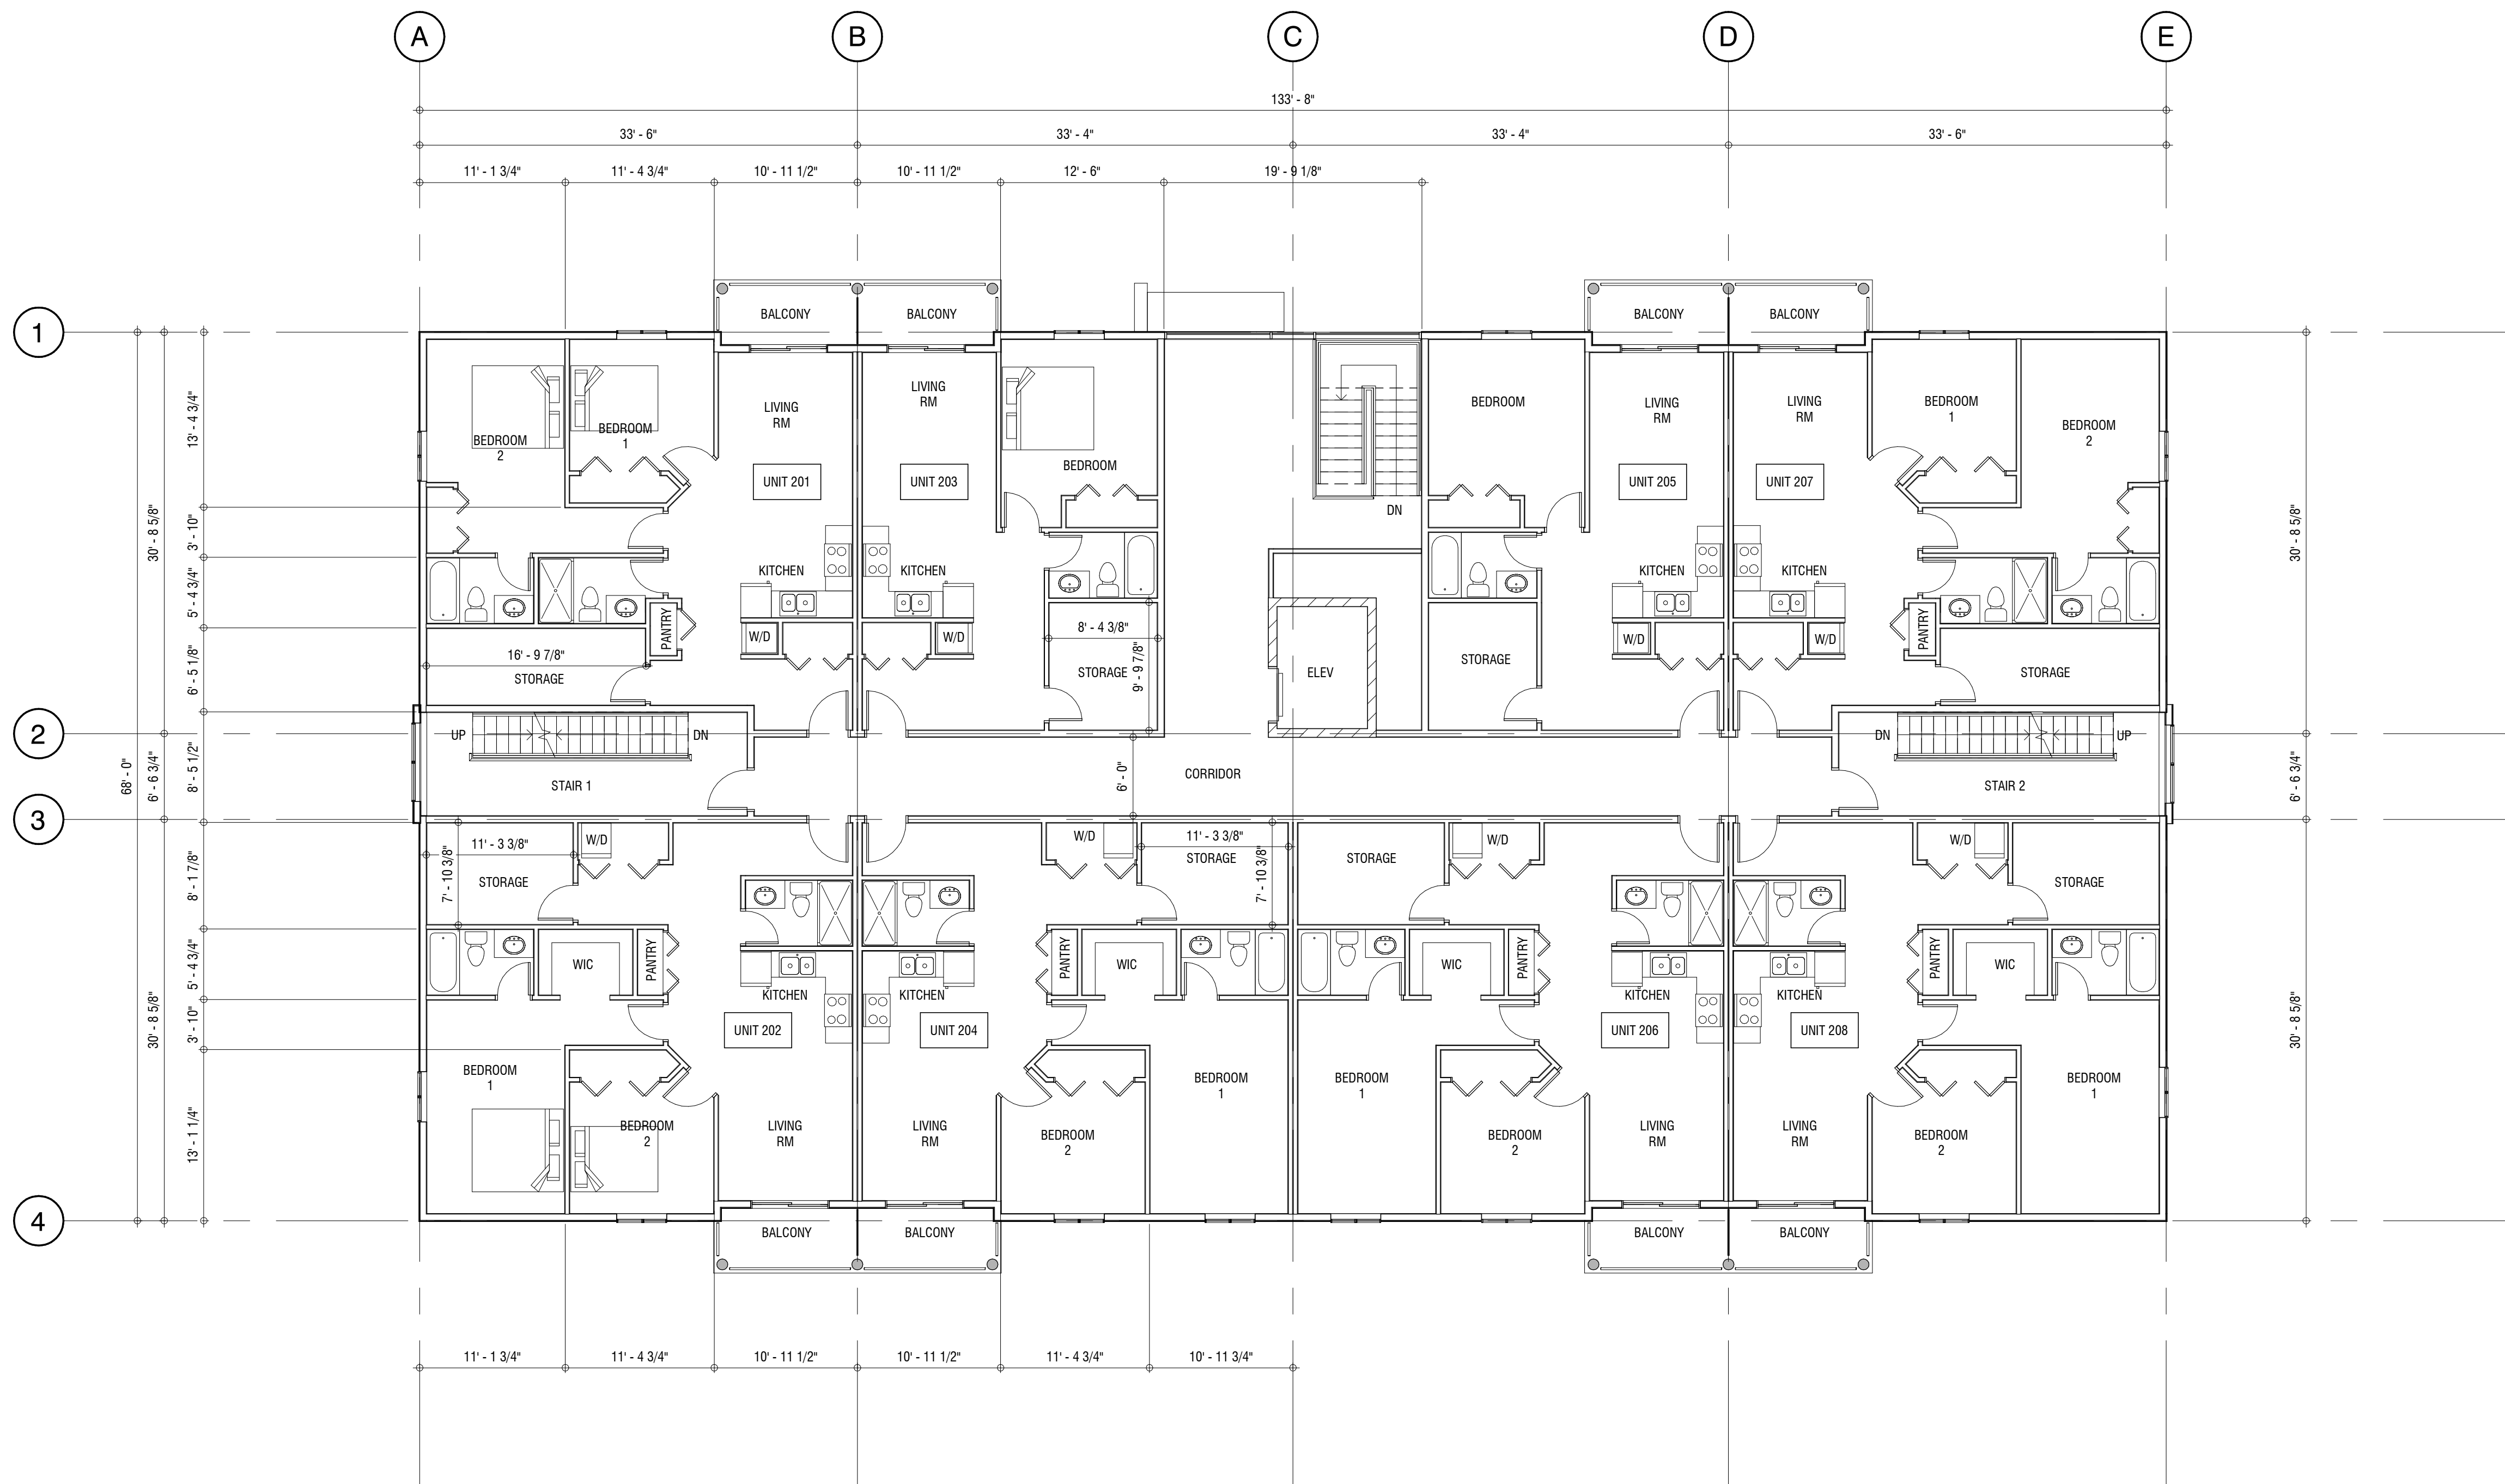 A
B
C
D
E
133' - 8"
33' - 6"
33' - 4"
33' - 4"
33' - 6"
11' - 1 3/4"
11' - 4 3/4"
10' - 11 1/2"
10' - 11 1/2"
12' - 6"
19' - 9 1/8"
BALCONY
BALCONY
BALCONY
BALCONY
1
2
3
4
68' - 0"
30' - 8 5/8"
6' - 6 3/4"
30' - 8 5/8"
13' - 4 3/4"
3' - 10"
5' - 4 3/4"
6' - 5 1/8"
8' - 5 1/2"
8' - 1 7/8"
5' - 4 3/4"
3' - 10"
13' - 1 1/4"
BEDROOM
2
BEDROOM
1
LIVING
RM
UNIT 201
KITCHEN
W/D
PANTRY
16' - 9 7/8"
STORAGE
LIVING
RM
UNIT 203
KITCHEN
W/D
BEDROOM
8' - 4 3/8"
STORAGE
9' - 9 7/8"
DN
ELEV
BEDROOM
STORAGE
LIVING
RM
UNIT 205
KITCHEN
W/D
LIVING
RM
UNIT 207
KITCHEN
W/D
BEDROOM
1
BEDROOM
2
PANTRY
STORAGE
UP
DN
STAIR 1
6' - 0"
CORRIDOR
DN
UP
STAIR 2
30' - 8 5/8"
6' - 6 3/4"
30' - 8 5/8"
11' - 3 3/8"
7' - 10 3/8"
STORAGE
W/D
WIC
PANTRY
KITCHEN
UNIT 202
BEDROOM
1
BEDROOM
2
LIVING
RM
W/D
11' - 3 3/8"
STORAGE
7' - 10 3/8"
PANTRY
WIC
KITCHEN
UNIT 204
LIVING
RM
BEDROOM
2
BEDROOM
1
STORAGE
W/D
WIC
PANTRY
KITCHEN
UNIT 206
BEDROOM
1
BEDROOM
2
LIVING
RM
W/D
STORAGE
PANTRY
WIC
KITCHEN
UNIT 208
LIVING
RM
BEDROOM
2
BEDROOM
1
BALCONY
BALCONY
BALCONY
BALCONY
11' - 1 3/4"
11' - 4 3/4"
10' - 11 1/2"
10' - 11 1/2"
11' - 4 3/4"
10' - 11 3/4"